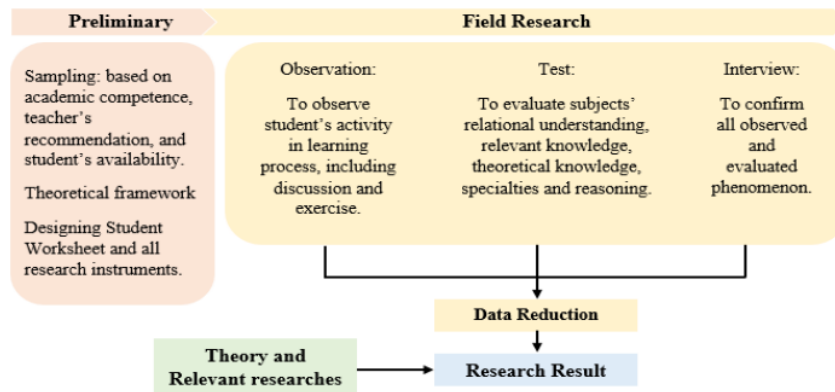 Preliminary
Field Research
Sampling: based on
academic competence,
teacher's
recommendation, and
student's availability.
Theoretical framework
Designing Student
Worksheet and all
research instruments.
Observation:
To observe
student's activity
in learning
process, including
discussion and
exercise.
Test:
To evaluate subjects'
relational understanding,
relevant knowledge,
theoretical knowledge,
specialties and reasoning.
Interview:
To confirm
all observed
and
evaluated
phenomenon.
Data Reduction
Theory and
Relevant researches
Research Result